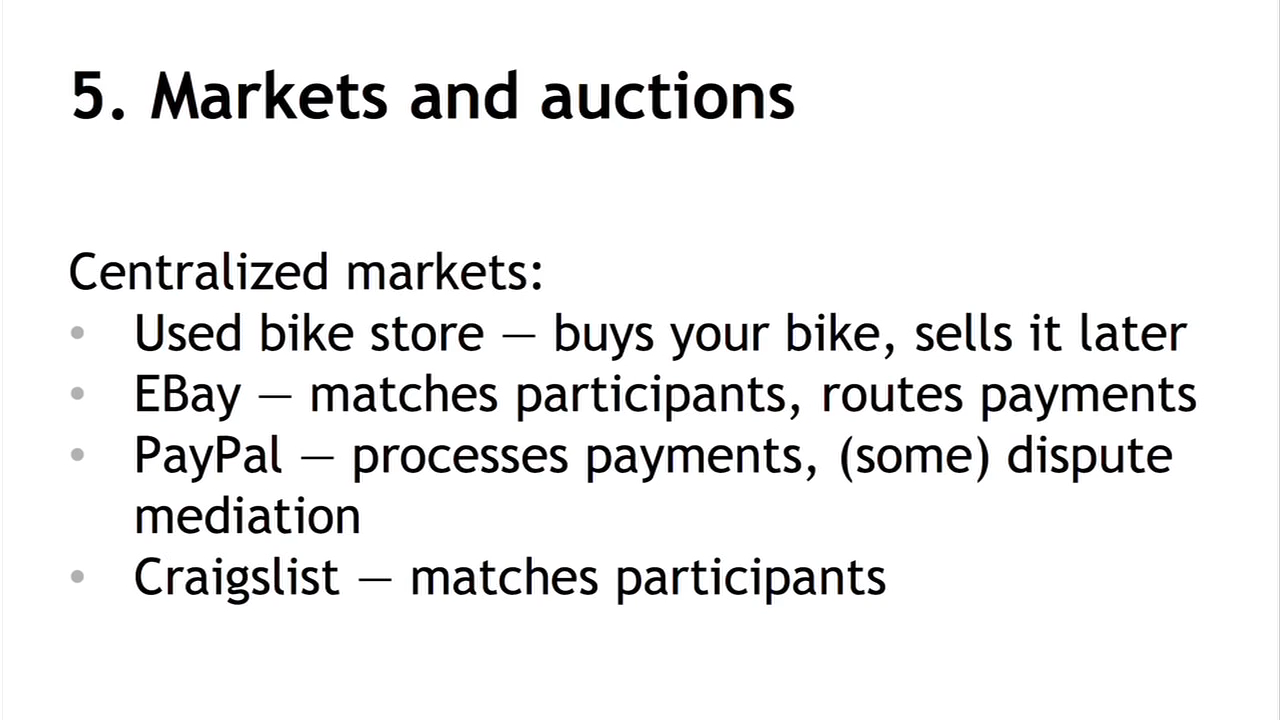 5. Markets and auctions
Centralized markets:
• Used bike store — buys your bike, sells it later
• EBay — matches participants, routes payments
• PayPal — processes payments, (some) dispute
mediation
• Craigslist — matches participants